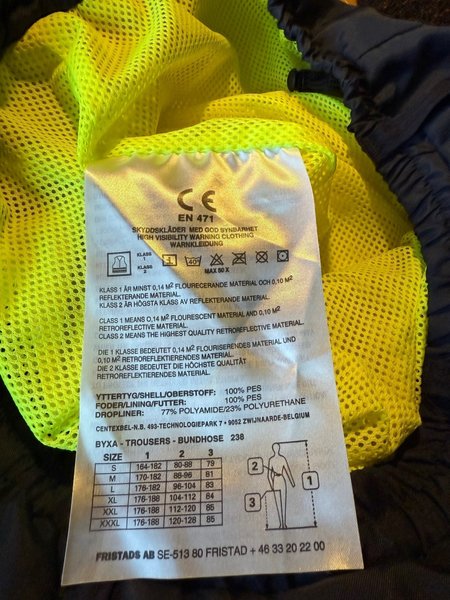 CE
EN 471
SKYDDSKLÄDER MED GOD SYNBARHET
HIGH VISIBILITY WARNING CLOTHING
WARNKLEIDUNG
KLASS 1
KLASS 2
40°
MAX 50 X
KLASS 1 ÄR MINST 0,14 M² FLOURECERANDE MATERIAL OCH 0,10 M²
REFLEKTERANDE MATERIAL.
KLASS 2 ÄR HÖGSTA KLASS AV REFLEKTERANDE MATERIAL.
CLASS 1 MEANS 0,14 M² FLOURESCENT MATERIAL AND 0,10 M²
RETROREFLECTIVE MATERIAL.
CLASS 2 MEANS THE HIGHEST QUALITY RETROREFLECTIVE MATERIAL.
DIE 1 KLASSE BEDEUTET 0,14 M² FLOURISERENDES MATERIAL UND
0,10 M² RETROREFLEKTIERENDES MATERIAL.
DIE 2 KLASSE BEDEUTET DIE HÖCHSTE QUALITÄT
RETROREFLEKTIERENDES MATERIAL.
YTTERTYG/SHELL/OBERSTOFF: 100% PES
FODER/LINING/FUTTER: 100% PES
DROPLINER: 77% POLYAMIDE/23% POLYURETHANE
CENTEXBEL-N.B. 493-TECHNOLOGIEPARK 7 • 9052 ZWIJNAARDE-BELGIUM
BYXA - TROUSERS - BUNDHOSE 238
SIZE 1 2 3
S 164-182 80-88 79
M 170-182 88-96 81
L 176-182 96-104 83
XL 176-188 104-112 84
XXL 176-188 112-120 85
XXXL 176-188 120-128 85
2
1
3
FRISTADS AB SE-513 80 FRISTAD + 46 33 20 22 00